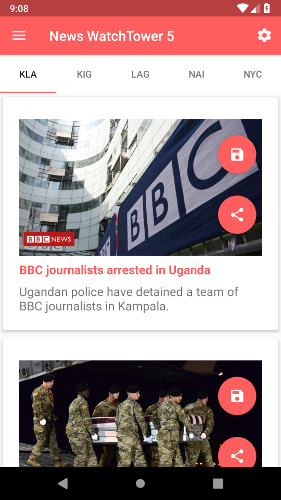 9:08
News WatchTower 5
KLA KIG LAG NAI NYC
BBC
BBC NEWS
BBC journalists arrested in Uganda
Ugandan police have detained a team of
BBC journalists in Kampala.